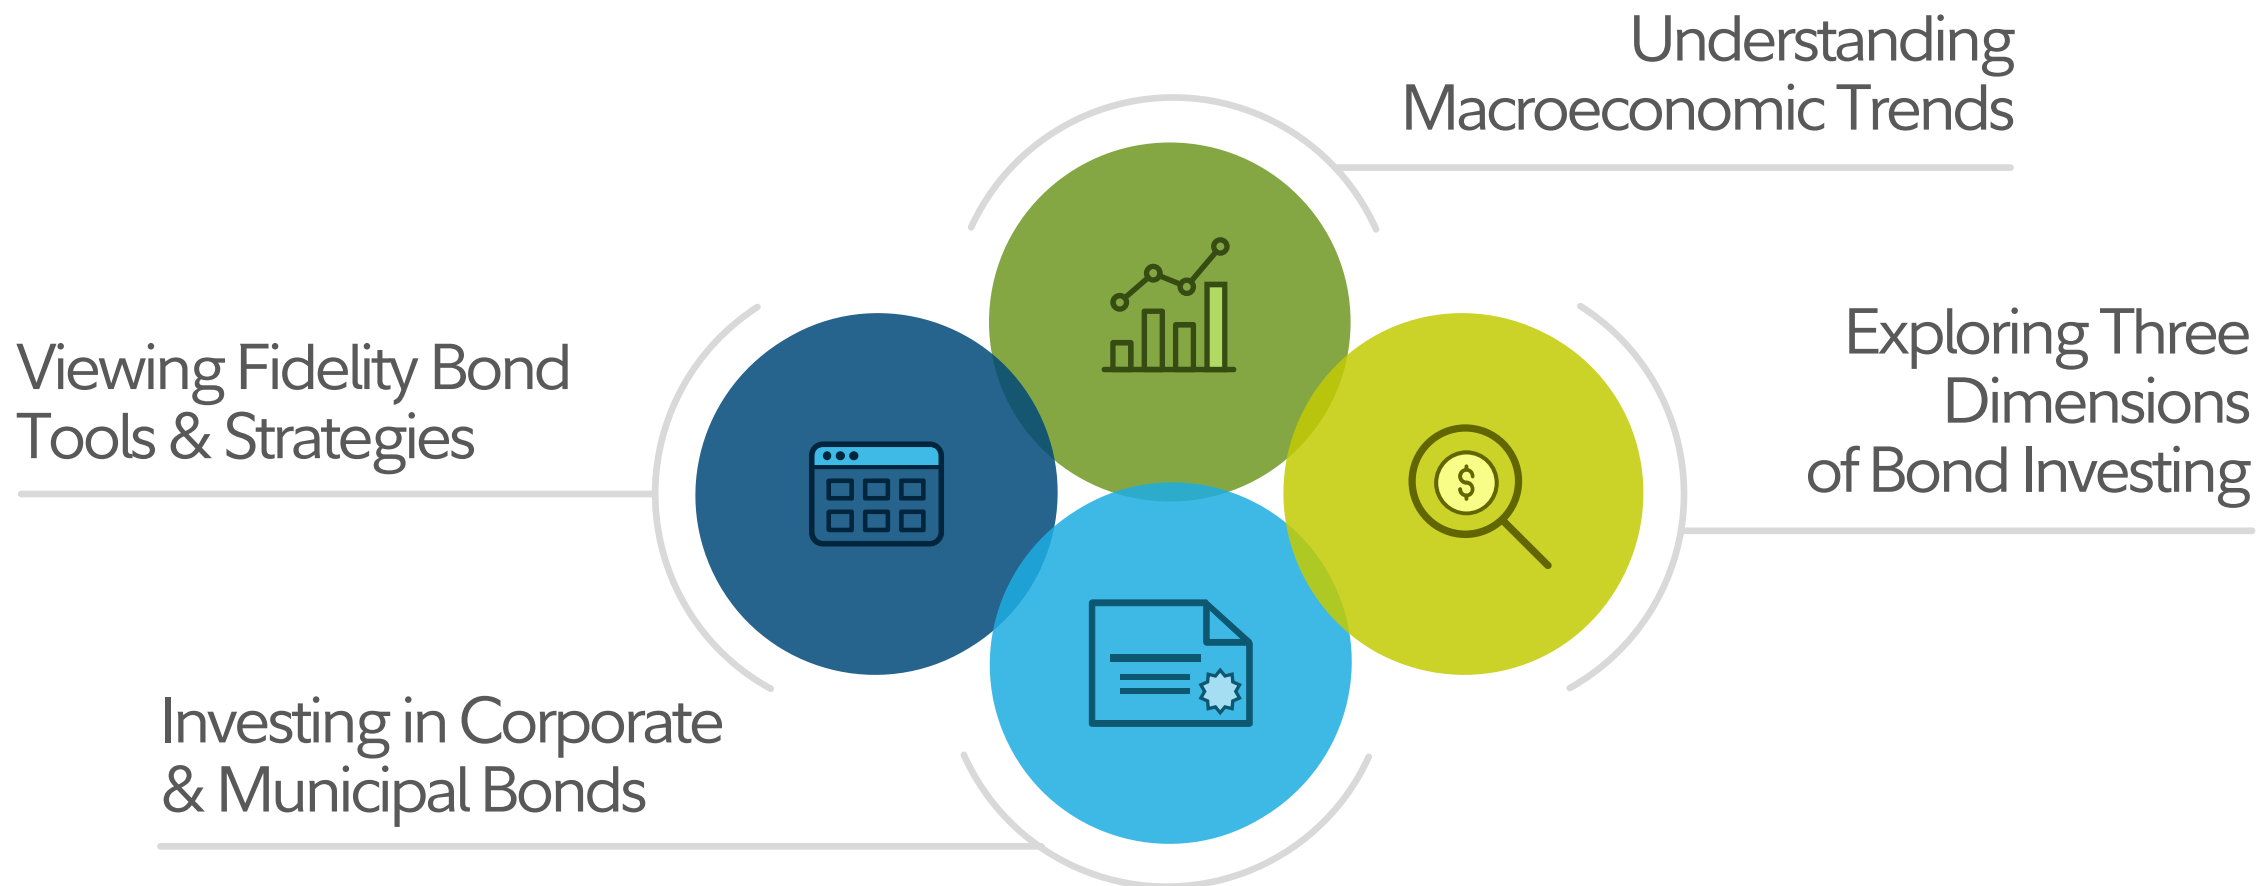 Understanding
Macroeconomic Trends
Exploring Three
Dimensions
of Bond Investing
Viewing Fidelity Bond
Tools & Strategies
Investing in Corporate
& Municipal Bonds
$